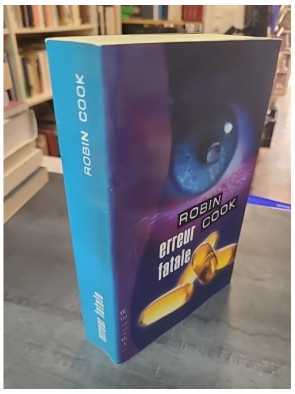 ROBIN COOK
erreur fatale
ROBIN
COOK
erreur
fatale